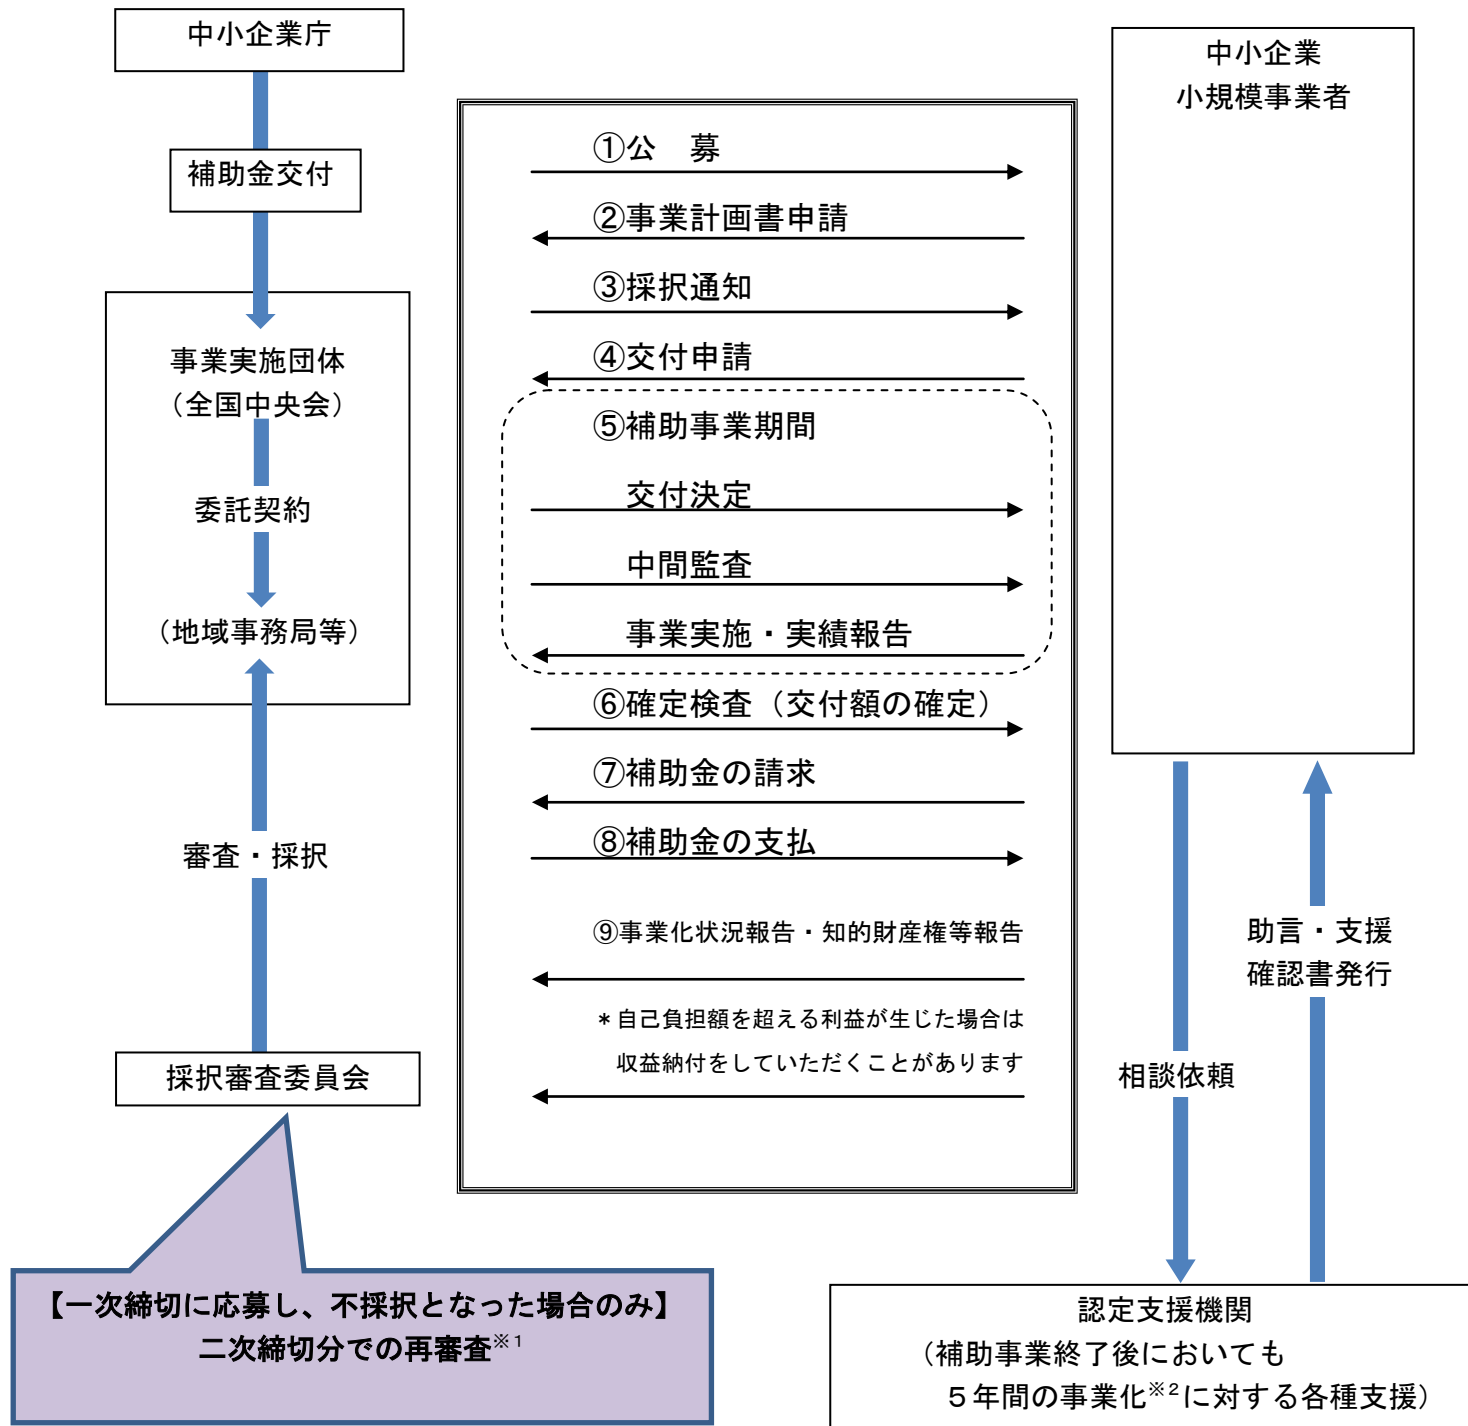 中小企業庁
補助金交付
事業実施団体
（全国中央会）
委託契約
（地域事務局等）
審査・採択
採択審査委員会
【一次締切に応募し、不採択となった場合のみ】
二次締切分での再審査※１
①公　募
②事業計画書申請
③採択通知
④交付申請
⑤補助事業期間
交付決定
中間監査
事業実施・実績報告
⑥確定検査（交付額の確定）
⑦補助金の請求
⑧補助金の支払
⑨事業化状況報告・知的財産権等報告
＊自己負担額を超える利益が生じた場合は
収益納付をしていただくことがあります
中小企業
小規模事業者
相談依頼
助言・支援
確認書発行
認定支援機関
（補助事業終了後においても
５年間の事業化※２に対する各種支援）